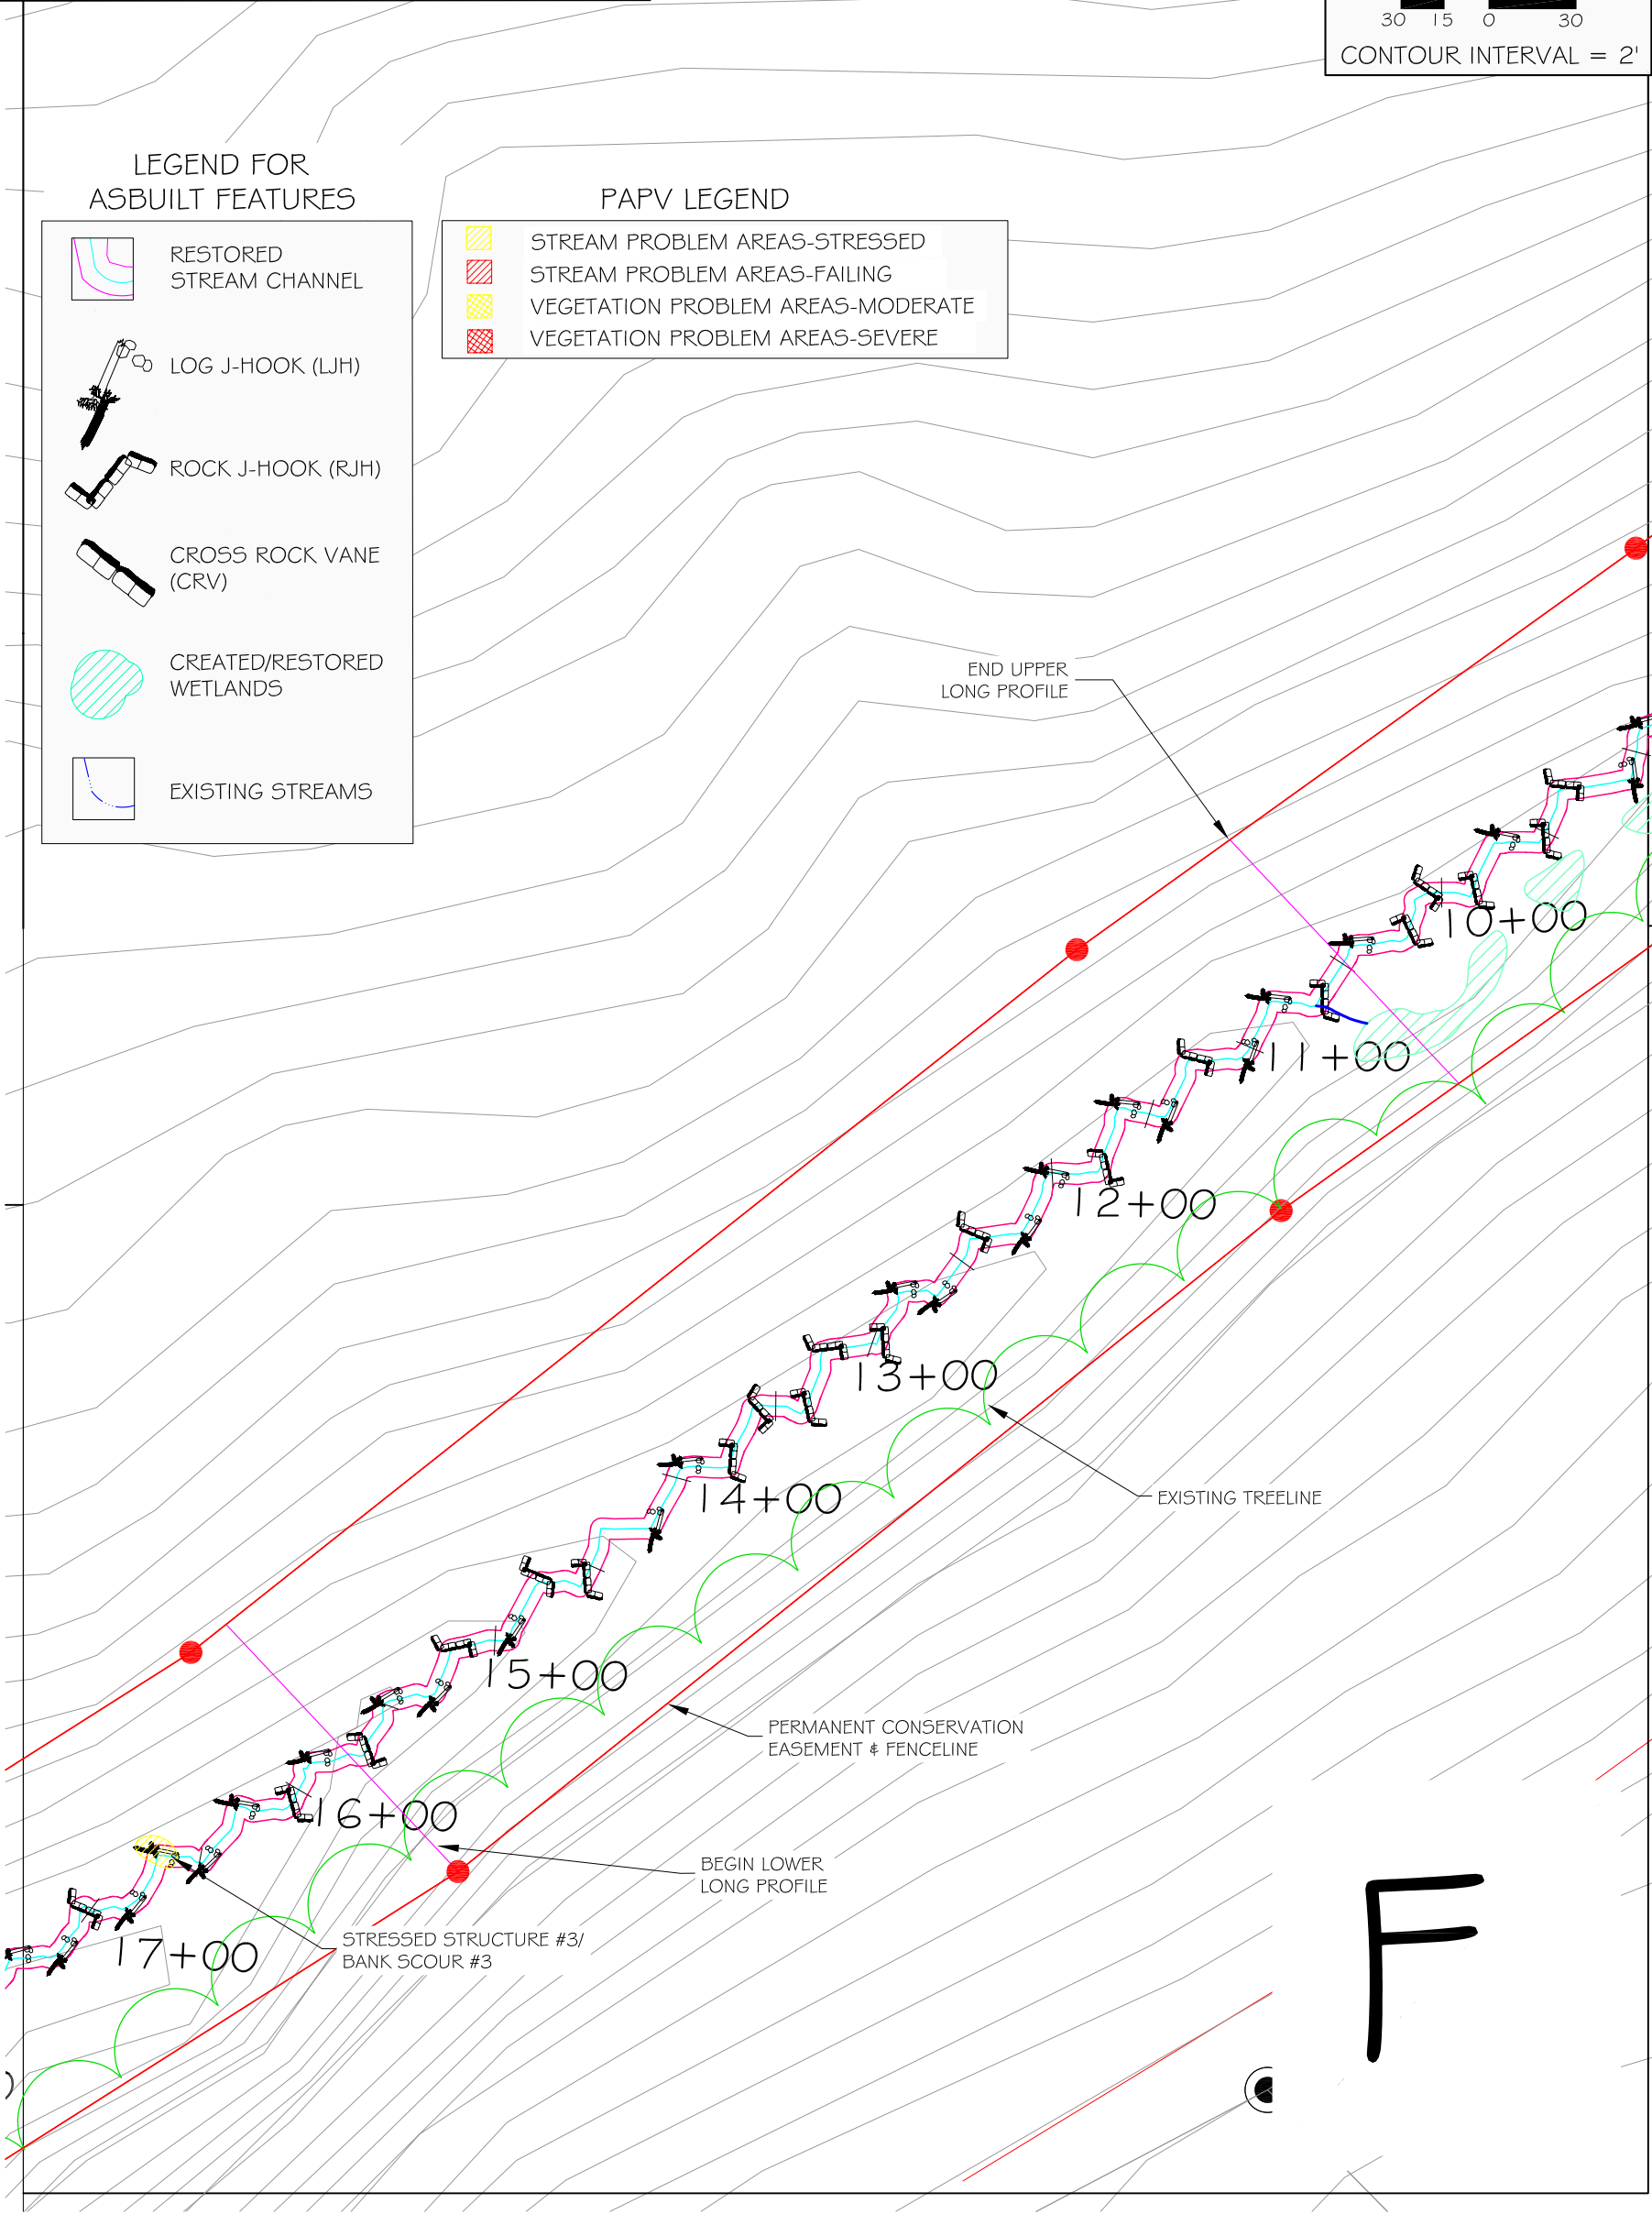 30 15 0 30
CONTOUR INTERVAL = 2'
LEGEND FOR
ASBUILT FEATURES
RESTORED
STREAM CHANNEL
LOG J-HOOK (LJH)
ROCK J-HOOK (RJH)
CROSS ROCK VANE
(CRV)
CREATED/RESTORED
WETLANDS
EXISTING STREAMS
PAPV LEGEND
STREAM PROBLEM AREAS-STRESSED
STREAM PROBLEM AREAS-FAILING
VEGETATION PROBLEM AREAS-MODERATE
VEGETATION PROBLEM AREAS-SEVERE
END UPPER
LONG PROFILE
10+00
11+00
12+00
13+00
14+00
EXISTING TREELINE
15+00
PERMANENT CONSERVATION
EASEMENT & FENCELINE
16+00
BEGIN LOWER
LONG PROFILE
STRESSED STRUCTURE #3/
BANK SCOUR #3
17+00
F